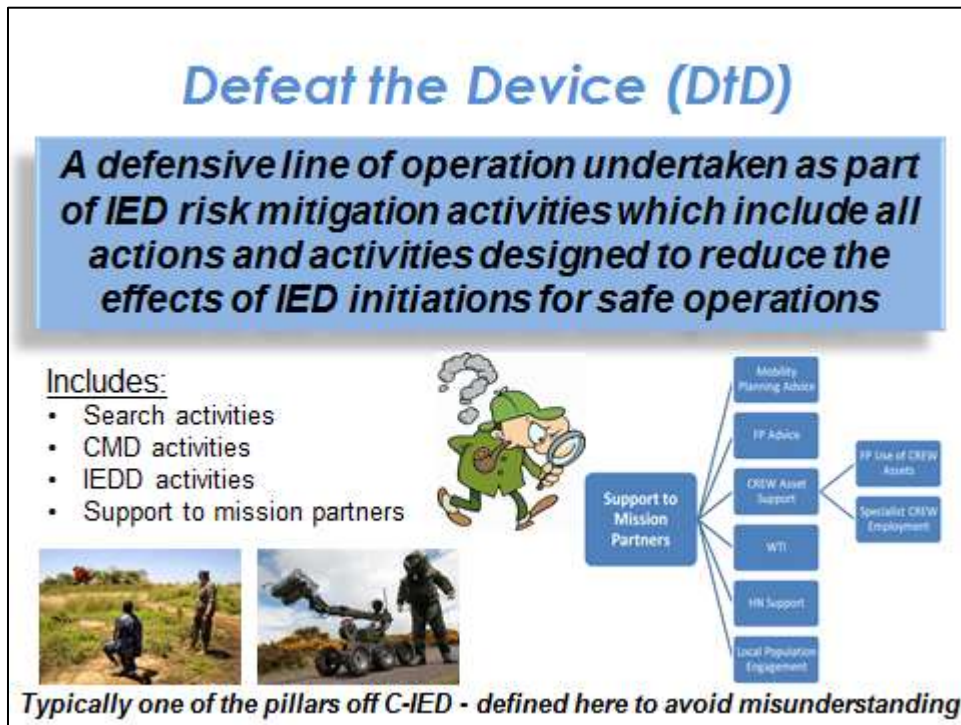 Defeat the Device (DtD)
A defensive line of operation undertaken as part
of IED risk mitigation activities which include all
actions and activities designed to reduce the
effects of IED initiations for safe operations
Includes:
• Search activities
• CMD activities
• IEDD activities
• Support to mission partners
Support to
Mission
Partners
Mobility
Planning Advice
FP Advice
CREW Asset
Support
WTI
HN Support
Local Population
Engagement
FP Use of CREW
Assets
Specialist CREW
Employment
Typically one of the pillars off C-IED - defined here to avoid misunderstanding